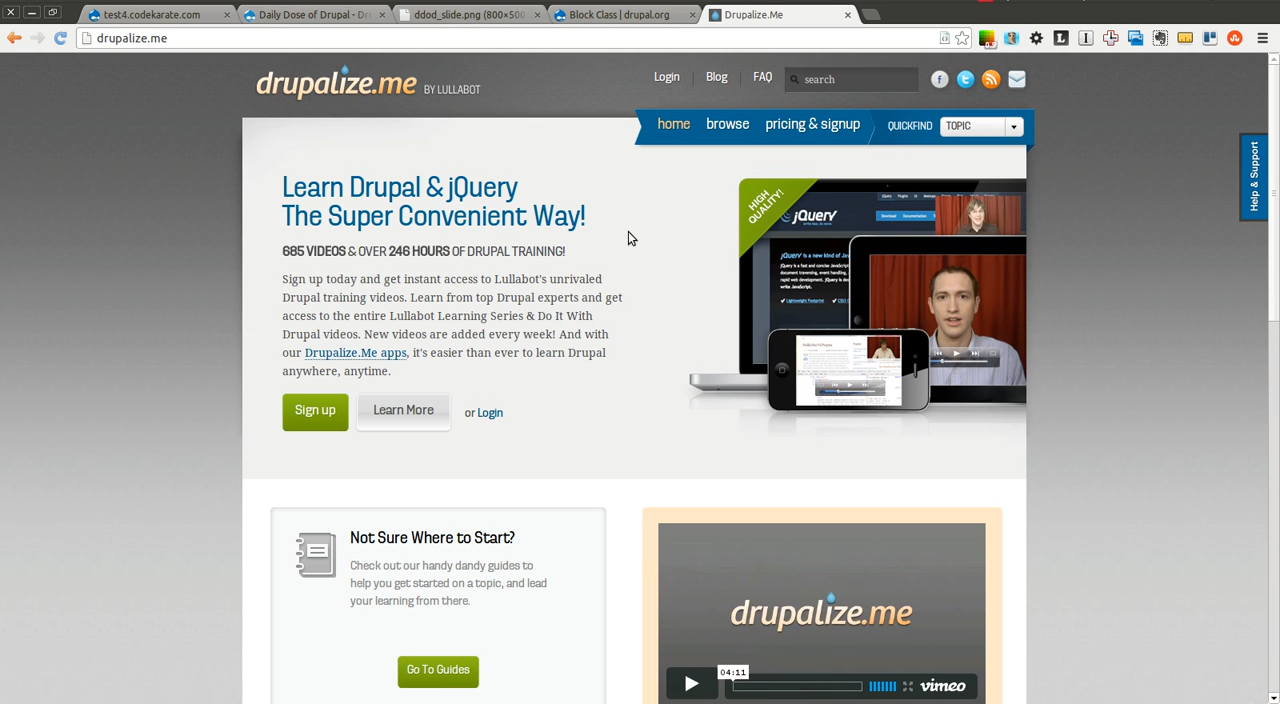 test4.codekarate.com
Daily Dose of Drupal - Dr
ddod_slide.png (800×500
Block Class | drupal.org
Drupalize.Me
drupalize.me
drupalize.me BY LULLABOT
Login
Blog
FAQ
search
home
browse
pricing & signup
QUICKFIND
TOPIC
Help & Support
Learn Drupal & jQuery
The Super Convenient Way!
685 VIDEOS & OVER 246 HOURS OF DRUPAL TRAINING!
Sign up today and get instant access to Lullabot's unrivaled
Drupal training videos. Learn from top Drupal experts and get
access to the entire Lullabot Learning Series & Do It With
Drupal videos. New videos are added every week! And with
our Drupalize.Me apps, it's easier than ever to learn Drupal
anywhere, anytime.
Sign up
Learn More
or Login
HIGH
QUALITY!
jQuery
Not Sure Where to Start?
Check out our handy dandy guides to
help you get started on a topic, and lead
your learning from there.
Go To Guides
drupalize.me
04:11
vimeo